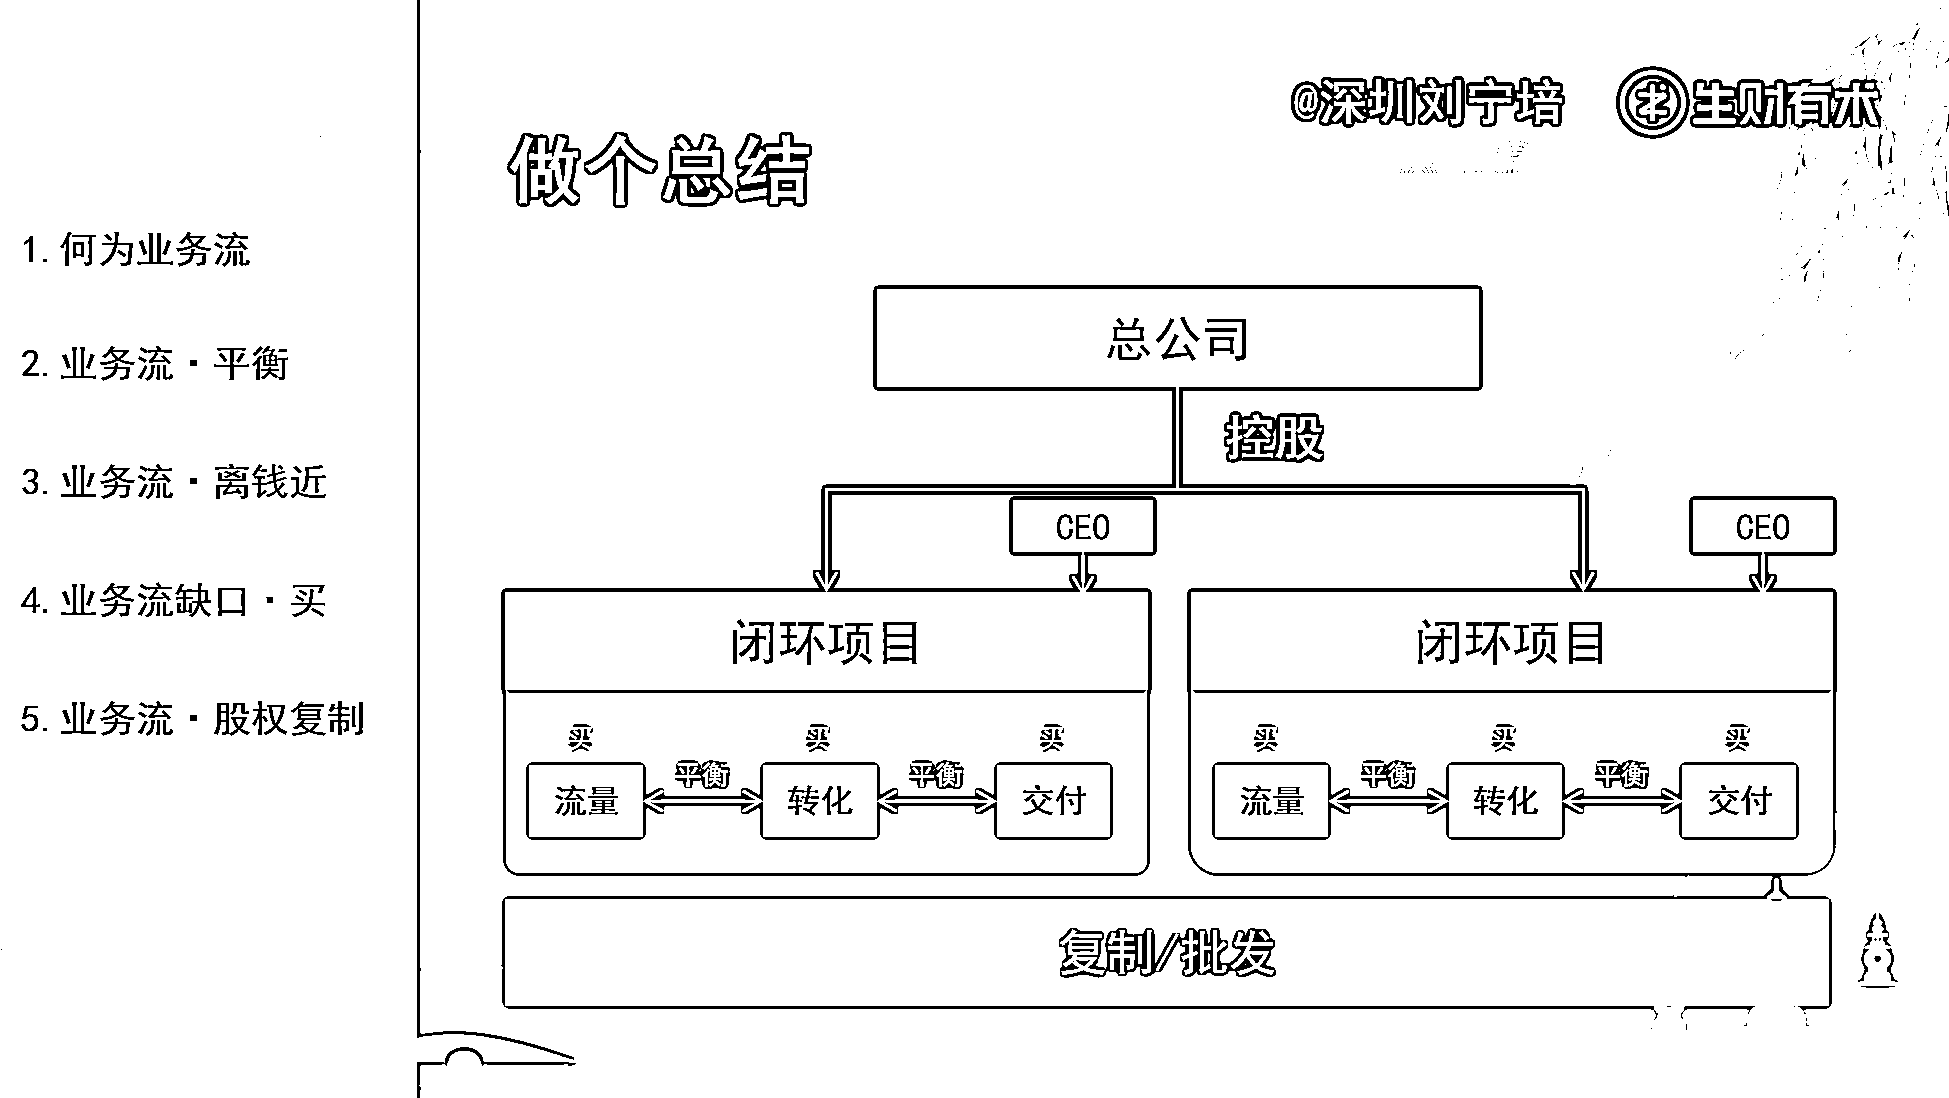 @深圳刘宁培 生财有术
做个总结
1. 何为业务流
2. 业务流·平衡
3. 业务流·离钱近
4. 业务流缺口·买
5. 业务流·股权复制
总公司
控股
CEO CEO
闭环项目 闭环项目
买 买 买 买 买 买
平衡 平衡 平衡 平衡
流量 转化 交付 流量 转化 交付
复制/批发